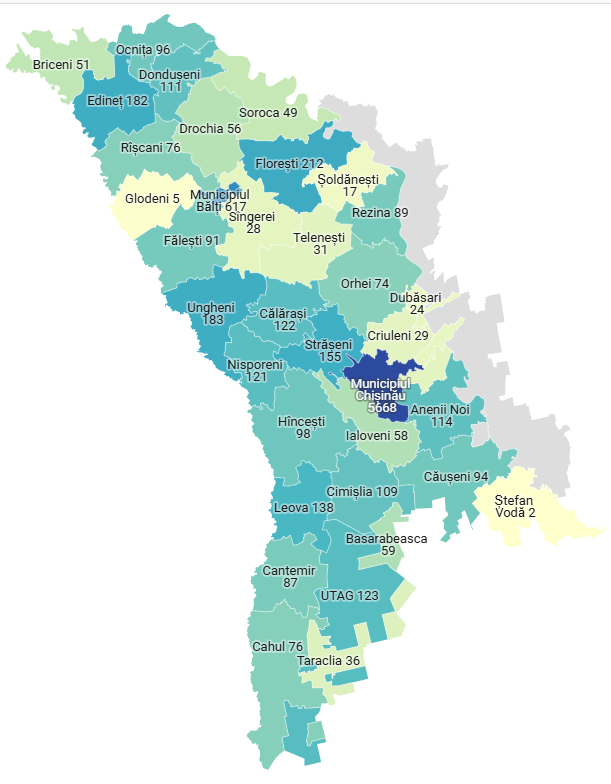 Ocnița 96
Briceni 51
Dondușeni
111
Edineț 182
Soroca 49
Drochia 56
Rîșcani 76
Florești 212
Șoldănești
17
Glodeni 5
Municipiul
Bălți 617
Sîngerei
28
Rezina 89
Fălești 91
Telenești
31
Orhei 74
Dubăsari
24
Ungheni
183
Călărași
122
Criuleni 29
Strășeni
155
Nisporeni
121
Municipiul
Chișinău
5668
Anenii Noi
114
Hîncești
98
Ialoveni 58
Căușeni 94
Cimișlia 109
Leova 138
Ștefan
Vodă 2
Basarabeasca
59
Cantemir
87
UTAG 123
Cahul 76
Taraclia 36